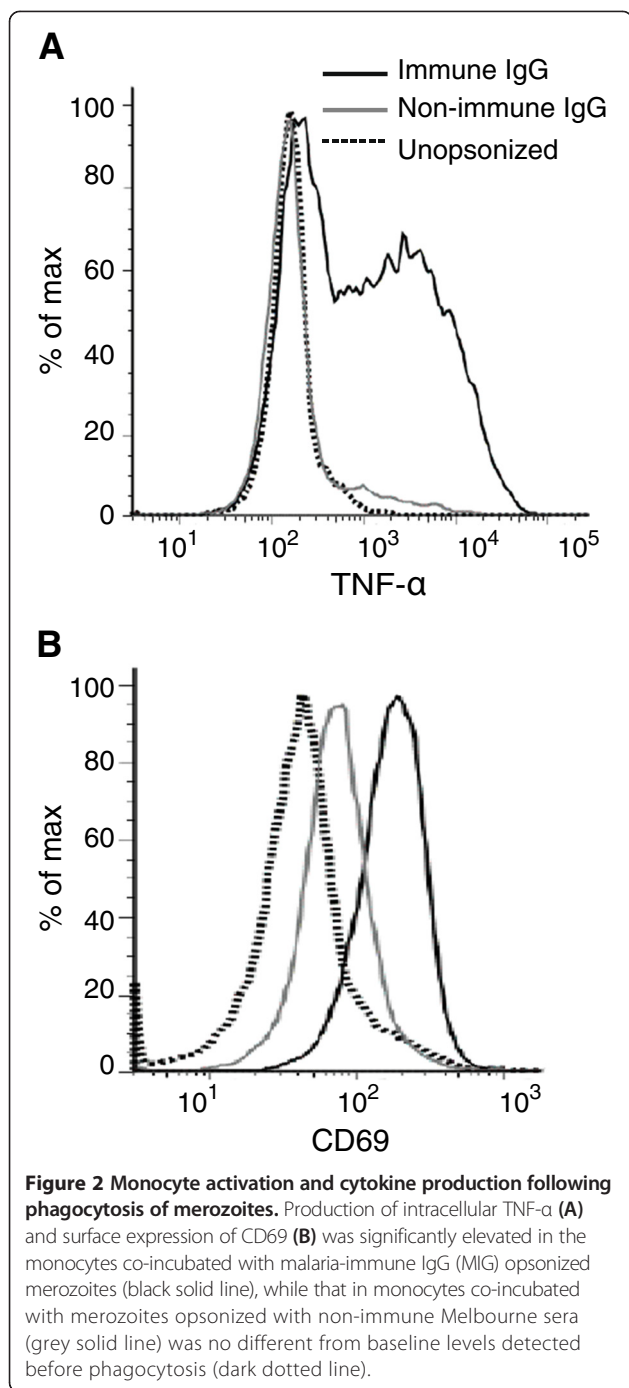 A
Immune IgG
Non-immune IgG
Unopsonized
100
80
60
40
20
0
% of max
10¹ 10² 10³ 10⁴ 10⁵
TNF-α
B
100
80
60
40
20
0
% of max
10¹ 10² 10³
CD69
Figure 2 Monocyte activation and cytokine production following
phagocytosis of merozoites. Production of intracellular TNF-α (A)
and surface expression of CD69 (B) was significantly elevated in the
monocytes co-incubated with malaria-immune IgG (MIG) opsonized
merozoites (black solid line), while that in monocytes co-incubated
with merozoites opsonized with non-immune Melbourne sera
(grey solid line) was no different from baseline levels detected
before phagocytosis (dark dotted line).